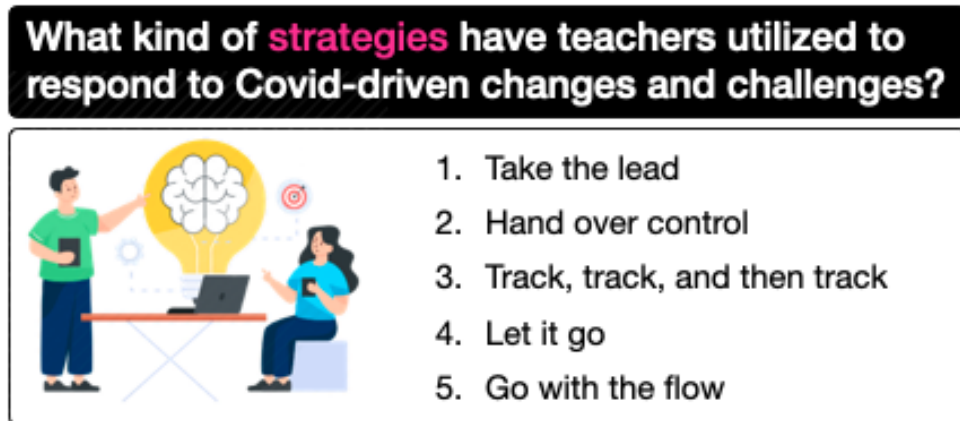 What kind of strategies have teachers utilized to
respond to Covid-driven changes and challenges?
1. Take the lead
2. Hand over control
3. Track, track, and then track
4. Let it go
5. Go with the flow